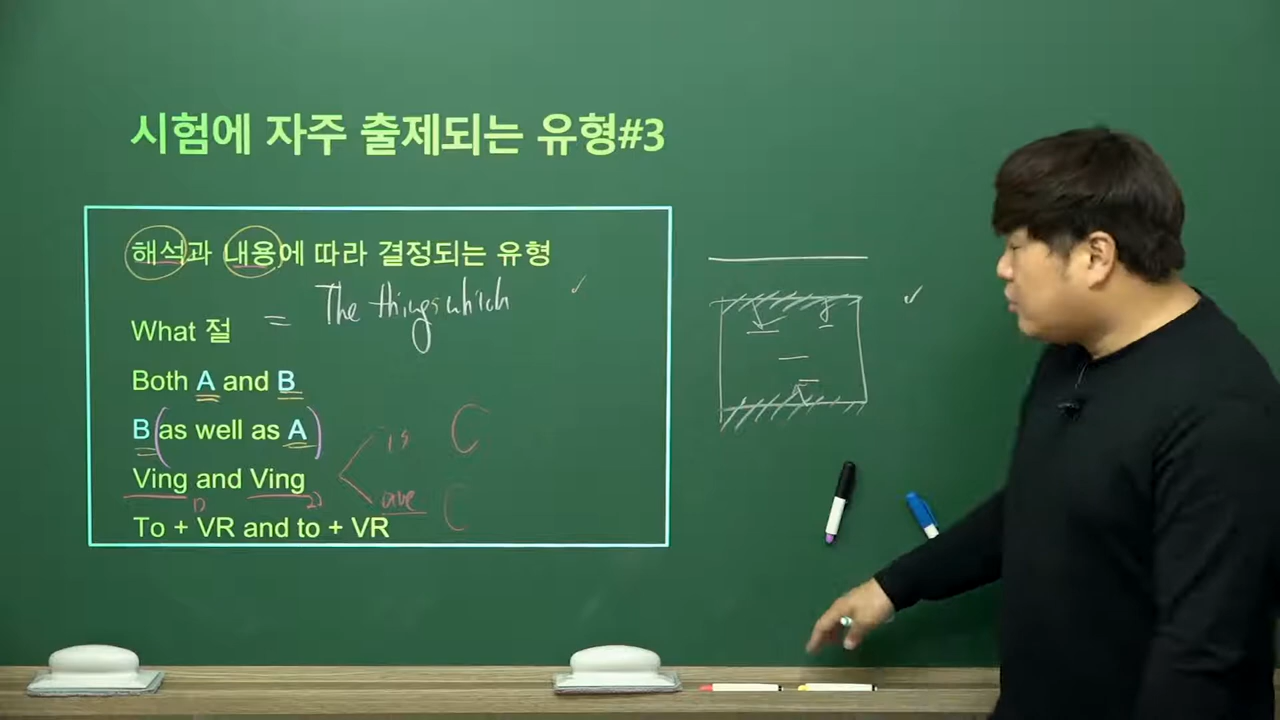 시험에 자주 출제되는 유형#3
해석과 내용에 따라 결정되는 유형
What 절 = The things which
Both A and B
B (as well as A)
is C
Ving and Ving
1) 2)
are C
To + VR and to + VR